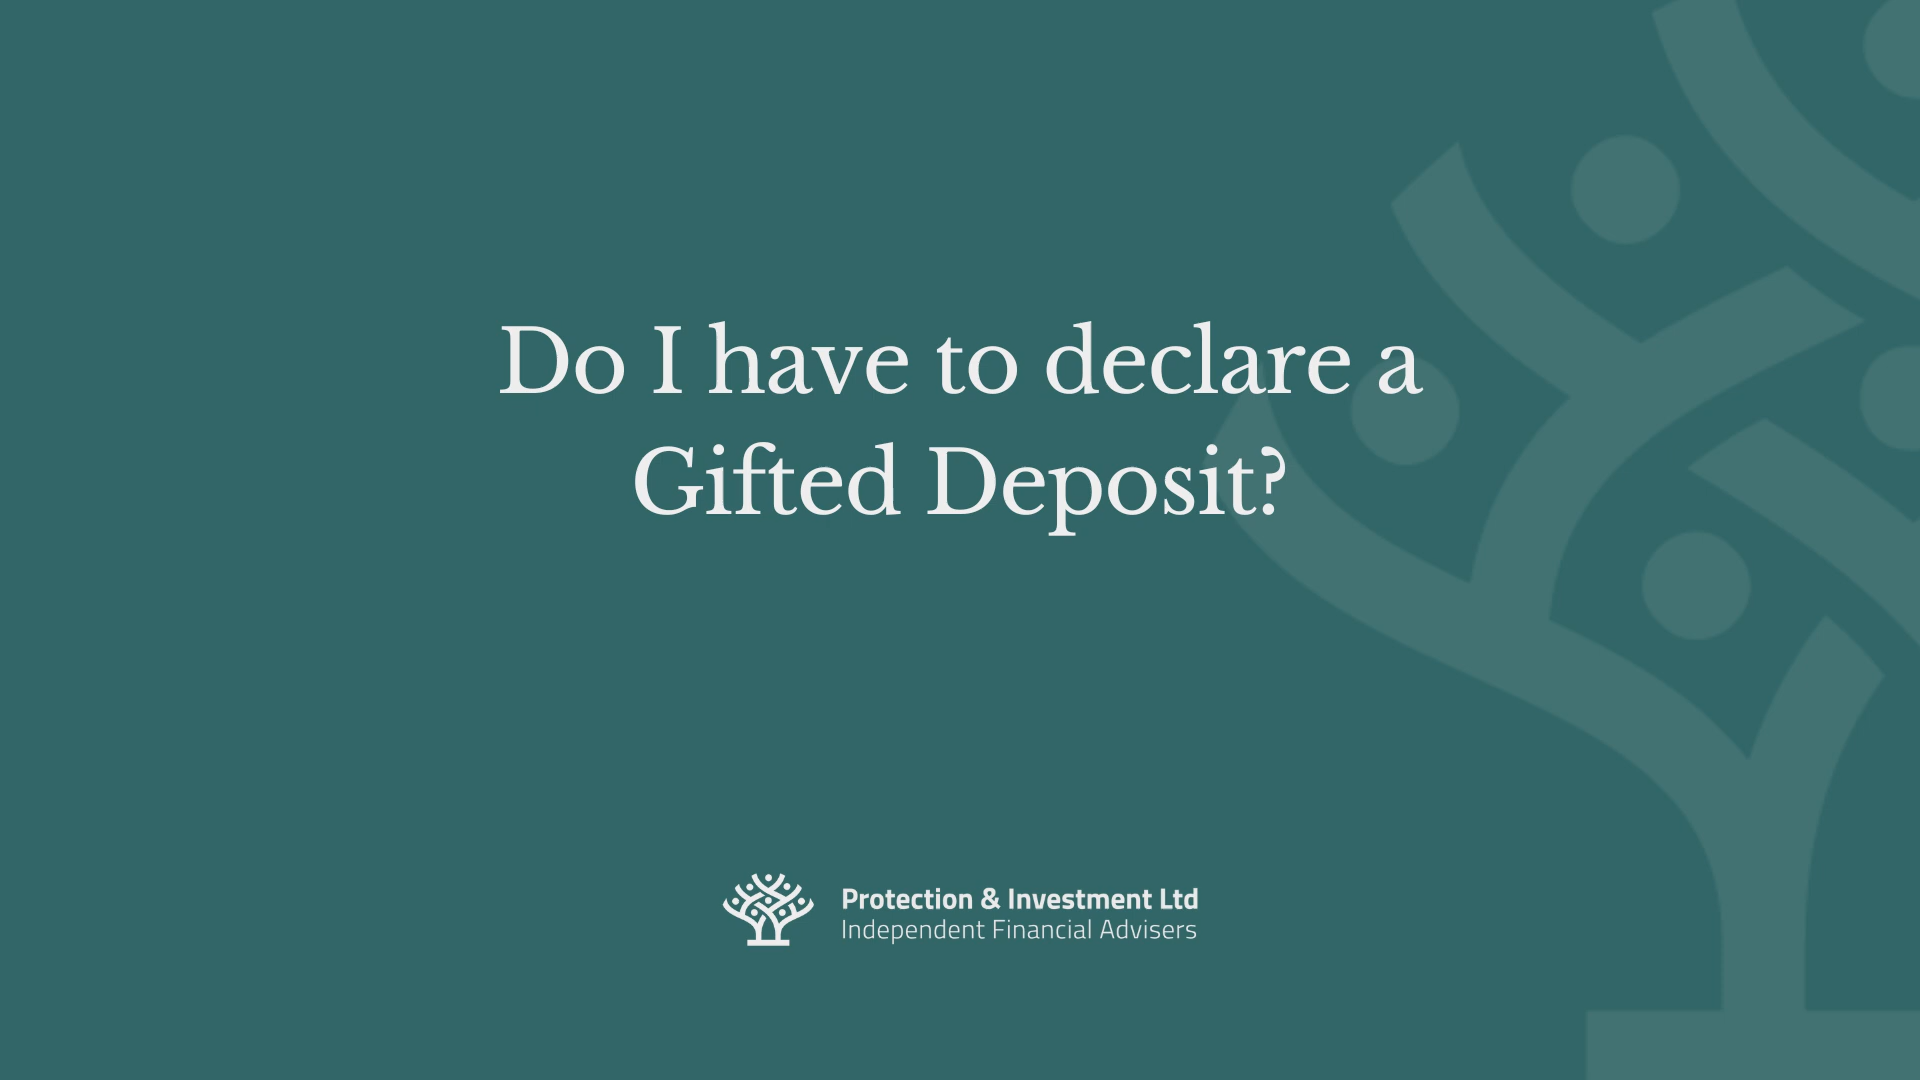 Do I have to declare a
Gifted Deposit?
Protection & Investment Ltd
Independent Financial Advisers